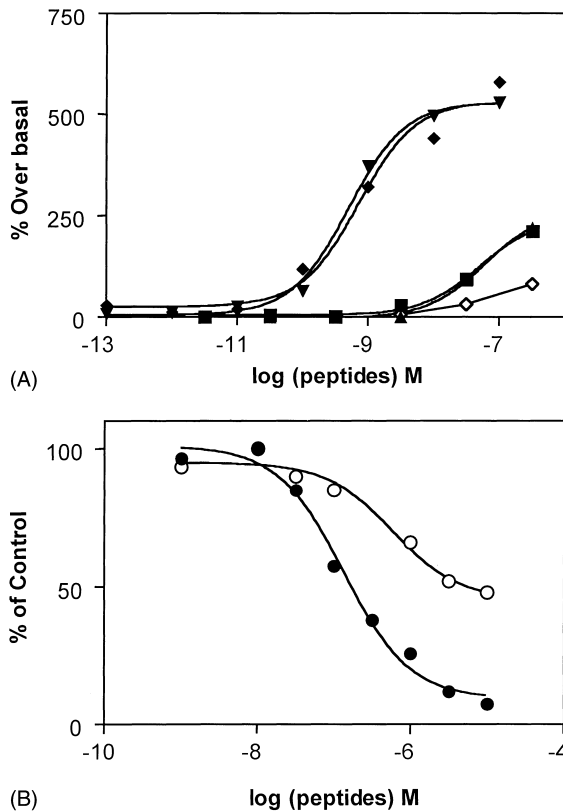 750
500
250
0
% Over basal
-13 -11 -9 -7
(A) log (peptides) M
100
50
0
% of Control
-10 -8 -6 -4
(B) log (peptides) M